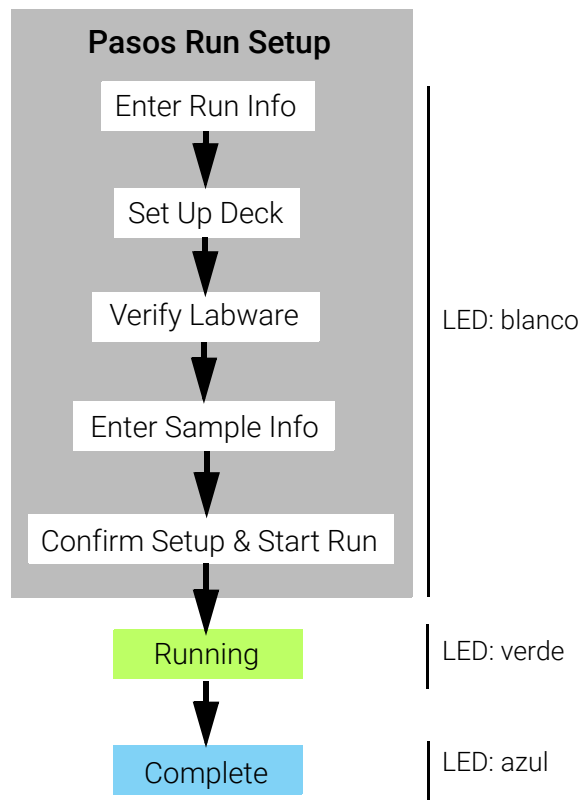 Pasos Run Setup
Enter Run Info
Set Up Deck
Verify Labware
LED: blanco
Enter Sample Info
Confirm Setup & Start Run
Running
LED: verde
Complete
LED: azul